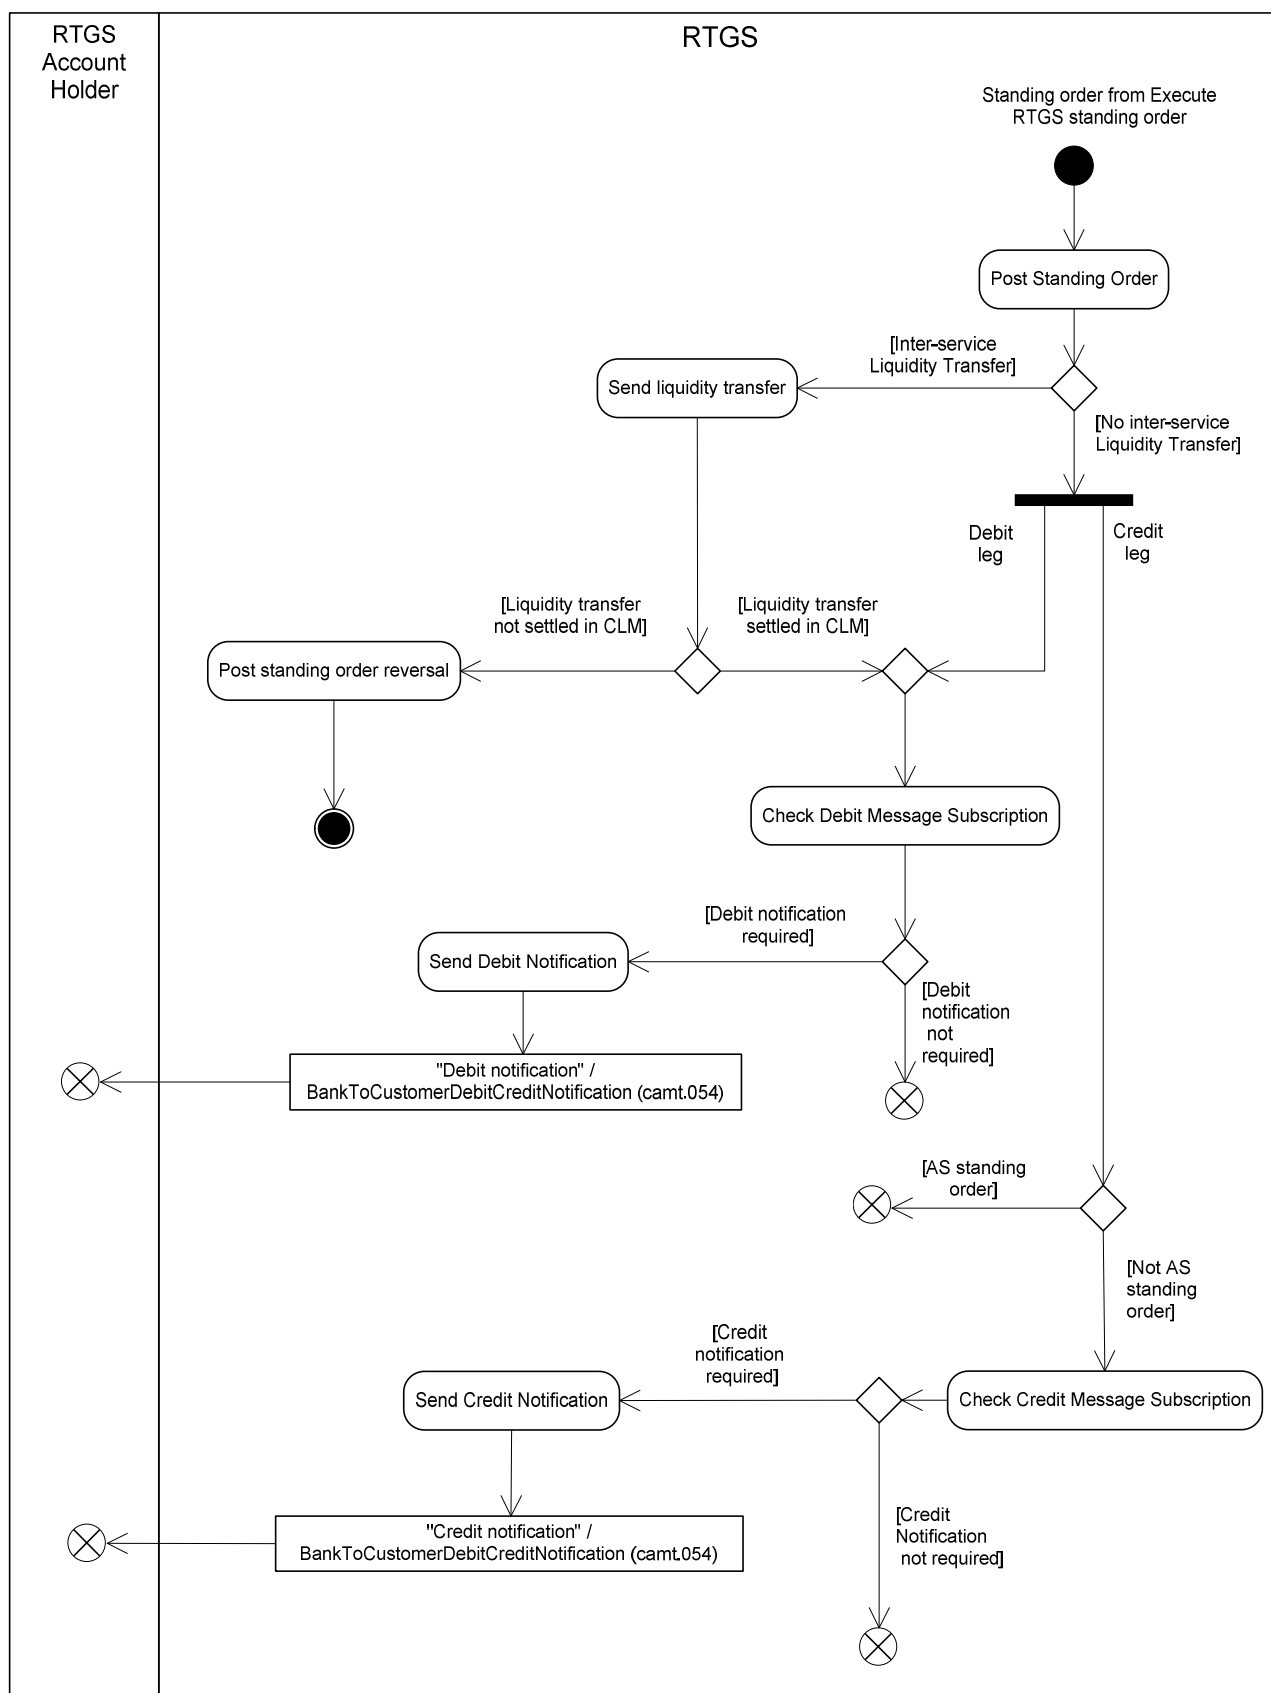 RTGS
Account
Holder
RTGS
Standing order from Execute
RTGS standing order
Post Standing Order
[Inter-service
Liquidity Transfer]
Send liquidity transfer
[No inter-service
Liquidity Transfer]
Debit
leg
Credit
leg
[Liquidity transfer
not settled in CLM]
[Liquidity transfer
settled in CLM]
Post standing order reversal
Check Debit Message Subscription
[Debit notification
required]
Send Debit Notification
[Debit
notification
not
required]
"Debit notification" /
BankToCustomerDebitCreditNotification (camt.054)
[AS standing
order]
[Not AS
standing
order]
[Credit
notification
required]
Send Credit Notification
Check Credit Message Subscription
[Credit
Notification
not required]
"Credit notification" /
BankToCustomerDebitCreditNotification (camt.054)